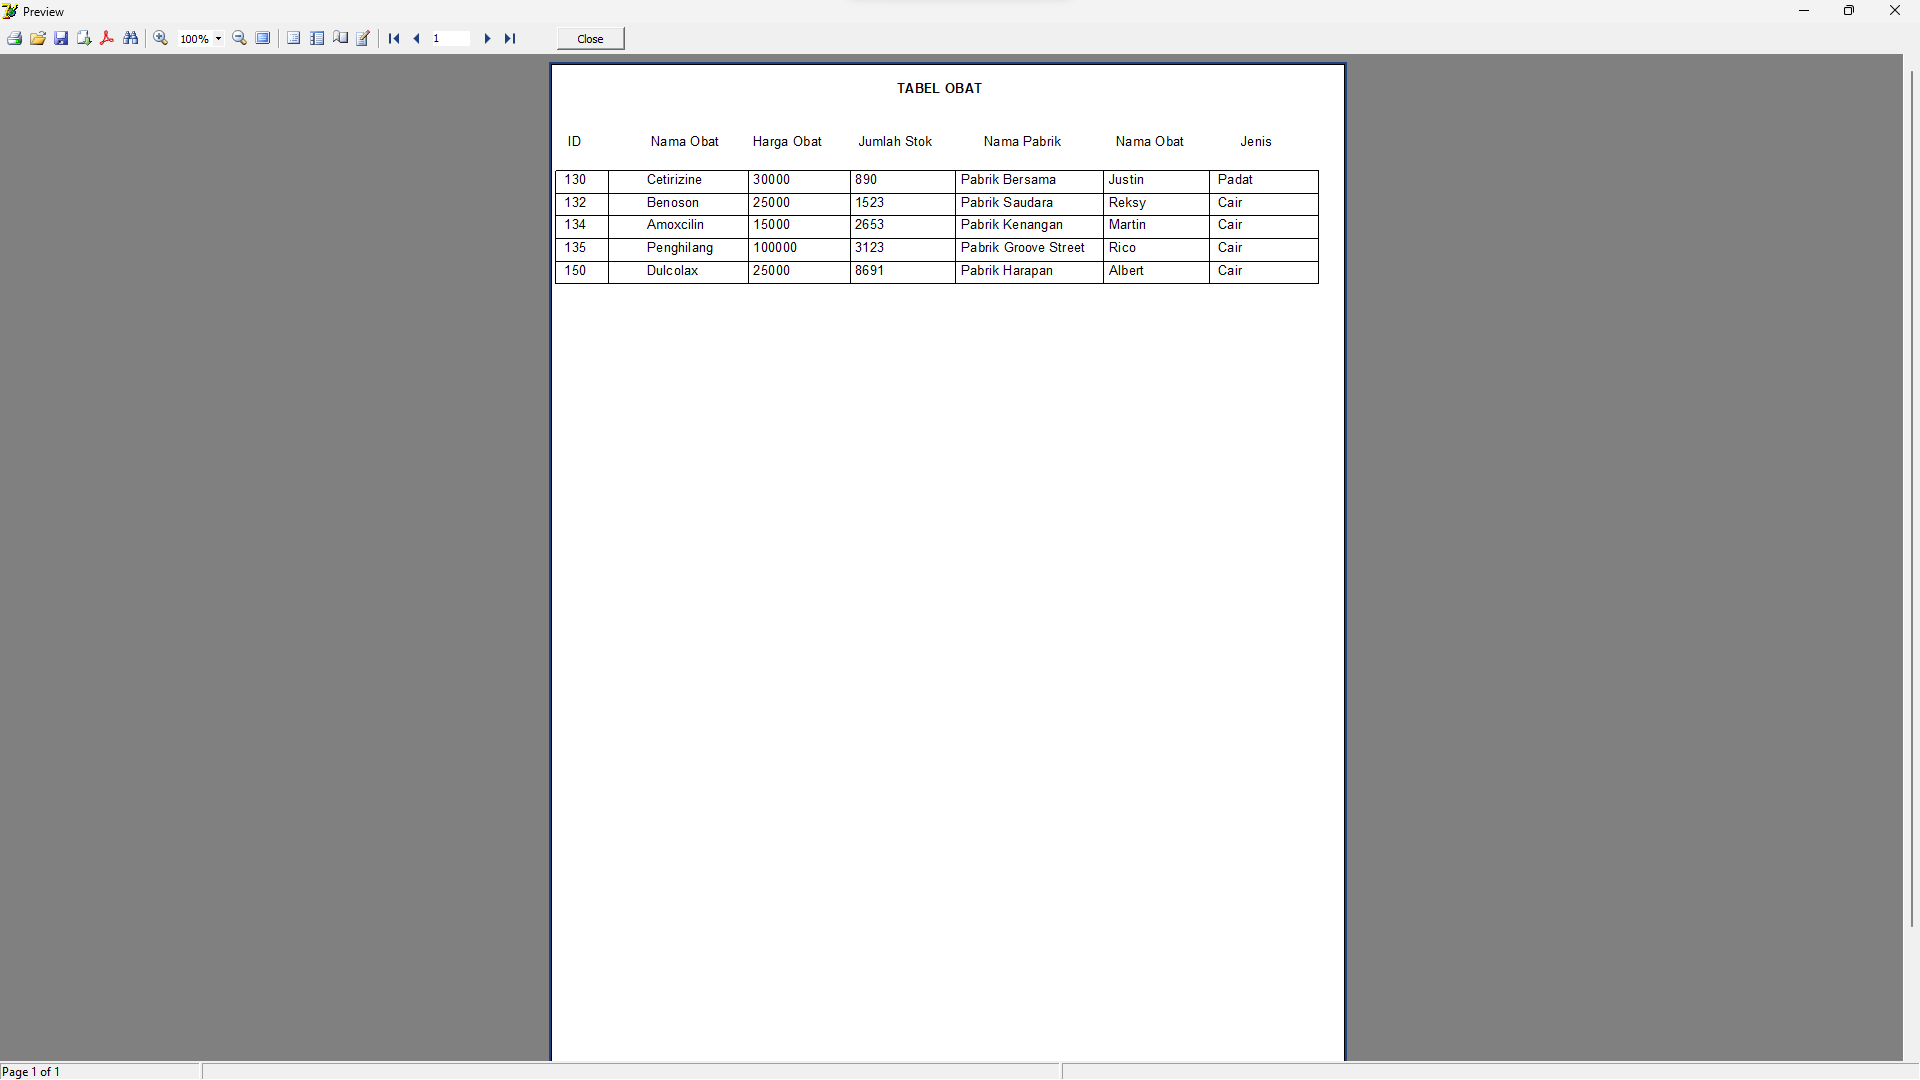 Preview
100% 1 Close
TABEL OBAT
ID Nama Obat Harga Obat Jumlah Stok Nama Pabrik Nama Obat Jenis
130 Cetirizine 30000 890 Pabrik Bersama Justin Padat
132 Benoson 25000 1523 Pabrik Saudara Reksy Cair
134 Amoxcilin 15000 2653 Pabrik Kenangan Martin Cair
135 Penghilang 100000 3123 Pabrik Groove Street Rico Cair
150 Dulcolax 25000 8691 Pabrik Harapan Albert Cair
Page 1 of 1